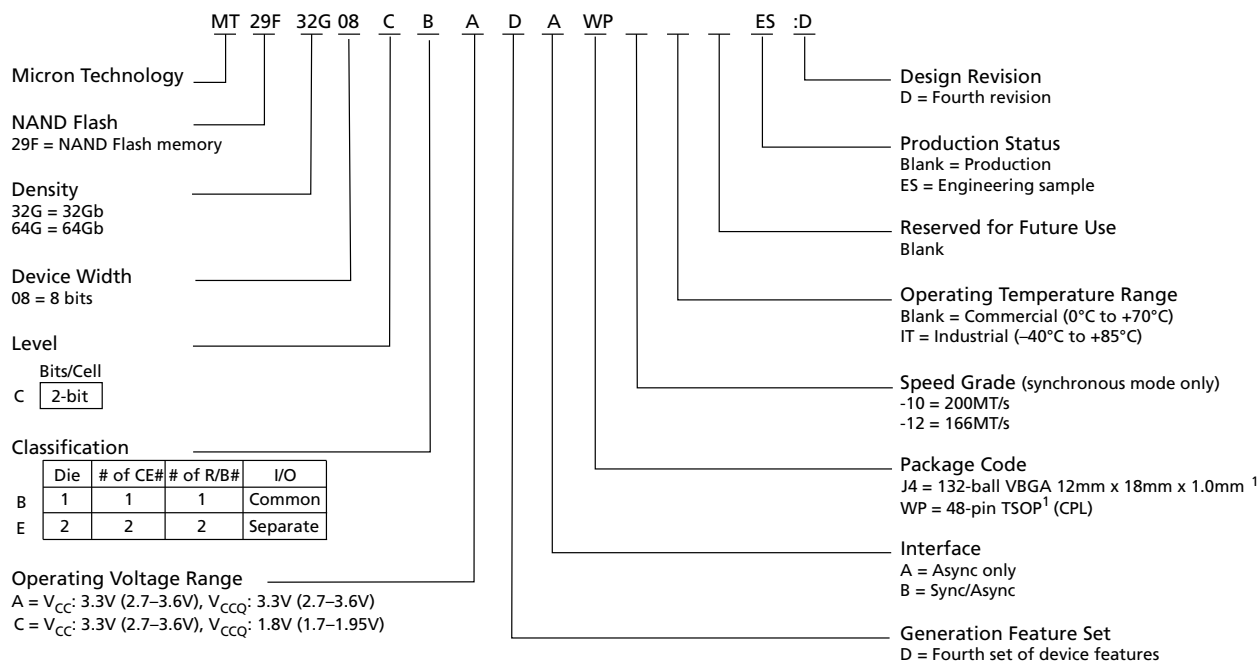 MT 29F 32G 08 C B A D A WP ES :D
Micron Technology
NAND Flash
29F = NAND Flash memory
Density
32G = 32Gb
64G = 64Gb
Device Width
08 = 8 bits
Level
Bits/Cell
C 2-bit
Classification
Die # of CE# # of R/B# I/O
B 1 1 1 Common
E 2 2 2 Separate
Operating Voltage Range
A = VCC: 3.3V (2.7–3.6V), VCCQ: 3.3V (2.7–3.6V)
C = VCC: 3.3V (2.7–3.6V), VCCQ: 1.8V (1.7–1.95V)
Design Revision
D = Fourth revision
Production Status
Blank = Production
ES = Engineering sample
Reserved for Future Use
Blank
Operating Temperature Range
Blank = Commercial (0°C to +70°C)
IT = Industrial (–40°C to +85°C)
Speed Grade (synchronous mode only)
-10 = 200MT/s
-12 = 166MT/s
Package Code
J4 = 132-ball VBGA 12mm x 18mm x 1.0mm 1
WP = 48-pin TSOP1 (CPL)
Interface
A = Async only
B = Sync/Async
Generation Feature Set
D = Fourth set of device features